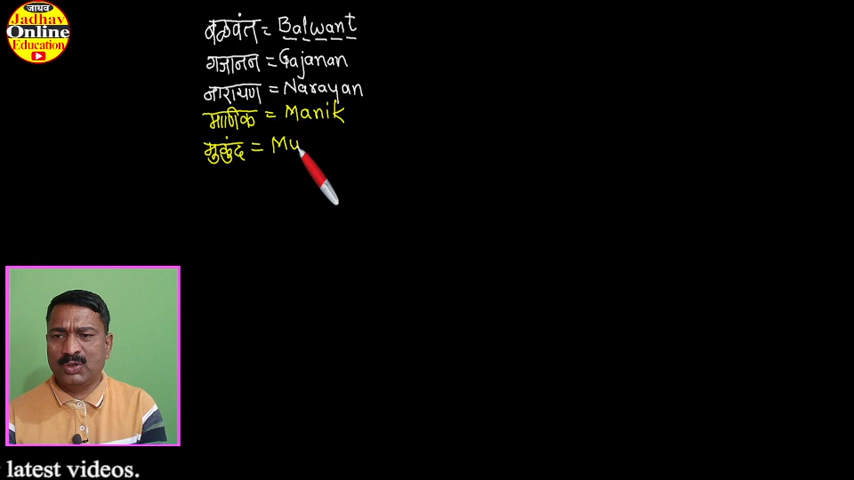 जाधव
Jadhav
Online
Education
बळवंत = Balwant
गजानन = Gajanan
नारायण = Narayan
माणिक = Manik
मुकुंद = Mu
latest videos.